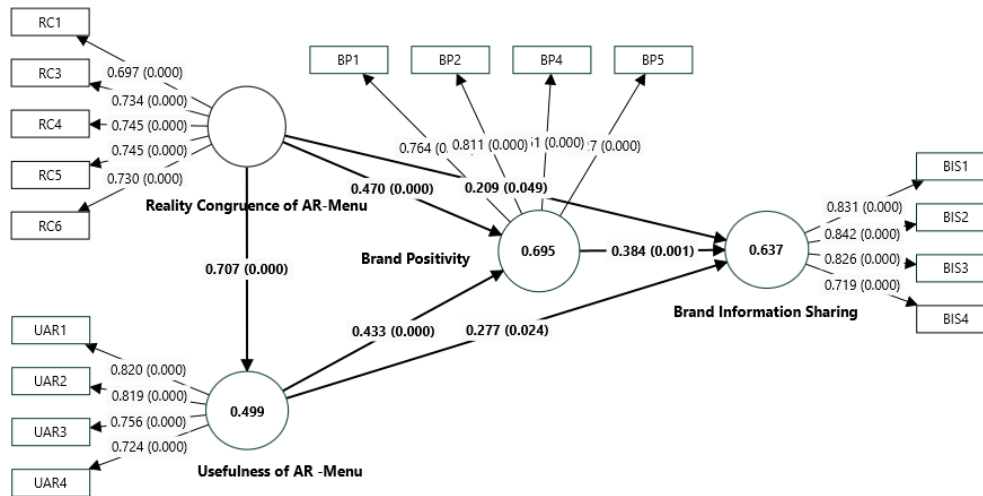 RC1
BP1
BP2
BP4
BP5
RC3
RC4
RC5
RC6
0.697 (0.000)
0.734 (0.000)
0.745 (0.000)
0.745 (0.000)
0.730 (0.000)
0.811 (0.000)
Reality Congruence of AR-Menu
0.470 (0.000)
0.209 (0.049)
BIS1
BIS2
BIS3
BIS4
0.831 (0.000)
0.842 (0.000)
0.826 (0.000)
0.719 (0.000)
Brand Positivity
0.695
0.384 (0.001)
0.637
Brand Information Sharing
0.707 (0.000)
0.433 (0.000)
0.277 (0.024)
UAR1
UAR2
UAR3
UAR4
0.820 (0.000)
0.819 (0.000)
0.756 (0.000)
0.724 (0.000)
0.499
Usefulness of AR -Menu